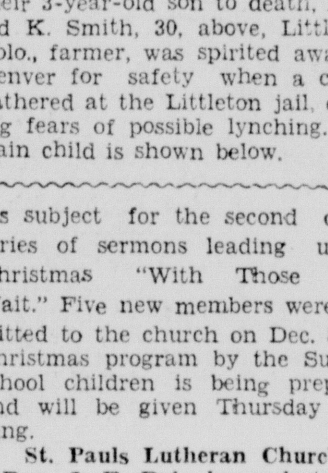 eir 3-year-old son to death,
d K. Smith, 30, above, Litt
olo., farmer, was spirited awa
enver for safety when a c
athered at the Littleton jail,
g fears of possible lynching.
ain child is shown below.
s subject for the second
ries of sermons leading u
hristmas "With Those
ait." Five new members were
itted to the church on Dec.
hristmas program by the Su
hool children is being prep
nd will be given Thursday
ng.
St. Pauls Lutheran Churc